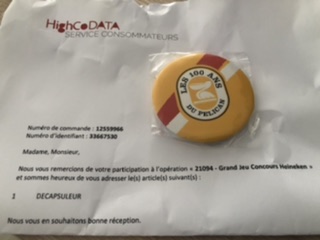 HighCo DATA
SERVICE CONSOMMATEURS
LES 100 ANS
DU PELICAN
Numéro de commande : 12559966
Numéro d'identifiant : 33667530
Madame, Monsieur,
Nous vous remercions de votre participation à l'opération « 21094 - Grand Jeu Concours Heineken »
et sommes heureux de vous adresser le(s) article(s) suivant(s) :
1 DECAPSULEUR
Nous vous en souhaitons bonne réception.